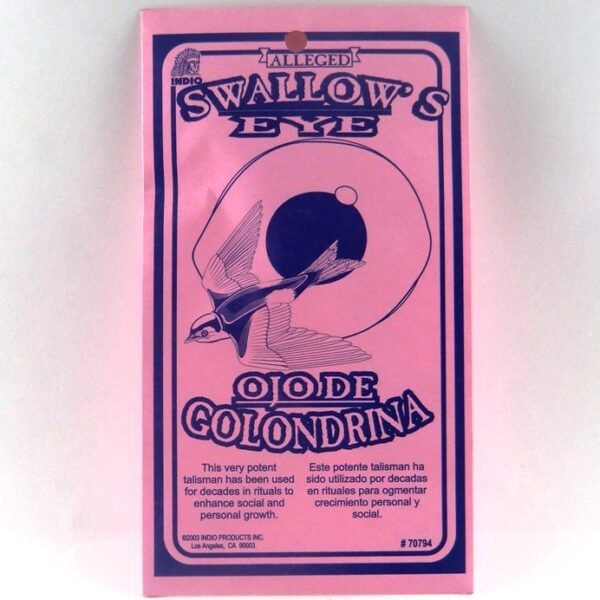 INDIO
ALLEGED
SWALLOW'S
EYE
OJO DE
GOLONDRINA
This very potent
talisman has been used
for decades in rituals to
enhance social and
personal growth.
Este potente talisman ha
sido utilizado por decadas
en rituales para ogmentar
crecimiento personal y
social.
©2003 INDIO PRODUCTS INC.
Los Angeles, CA 90003
# 70794